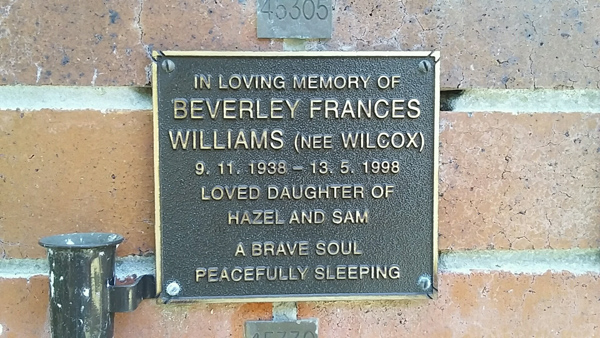 45305
IN LOVING MEMORY OF
BEVERLEY FRANCES
WILLIAMS (NEE WILCOX)
9. 11. 1938 – 13. 5. 1998
LOVED DAUGHTER OF
HAZEL AND SAM
A BRAVE SOUL
PEACEFULLY SLEEPING